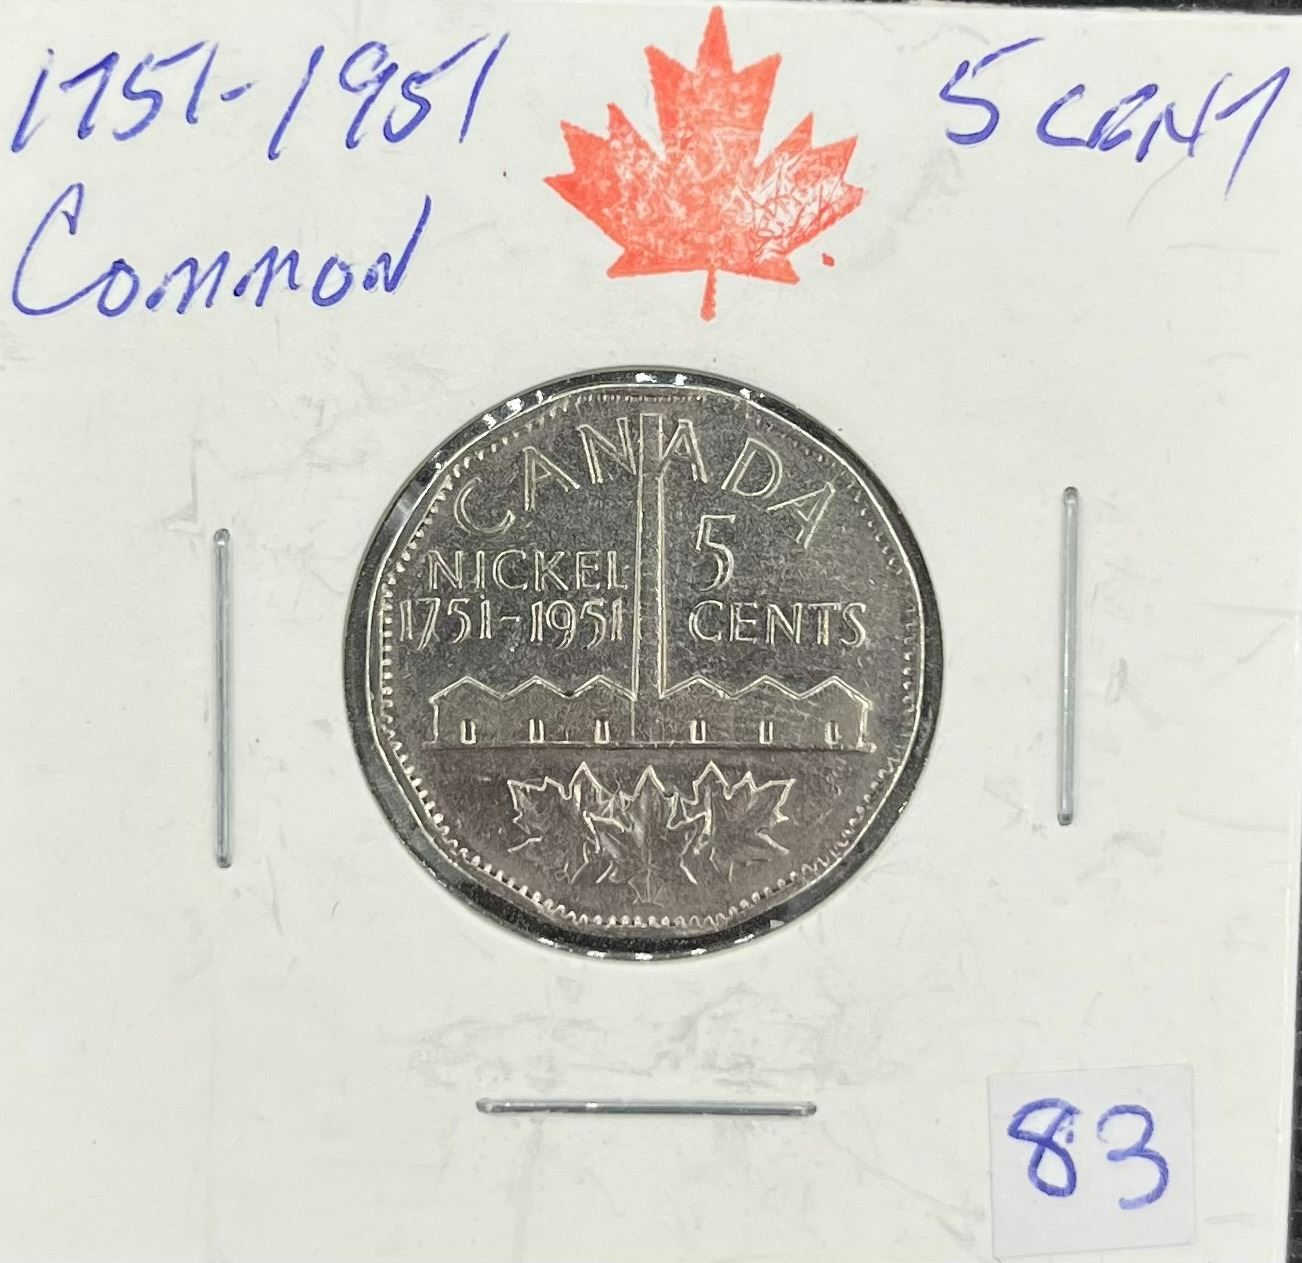 1751-1951
5 CENT
Common
CANADA
NICKEL
5
1751-1951
CENTS
83